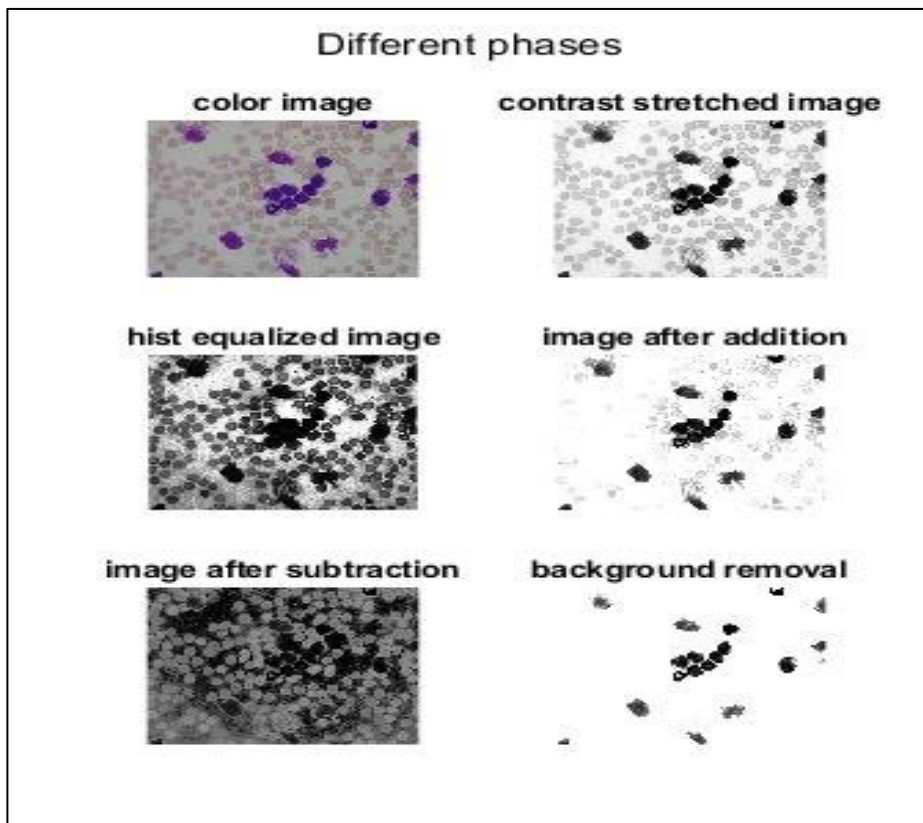 Different phases
color image
contrast stretched image
hist equalized image
image after addition
image after subtraction
background removal